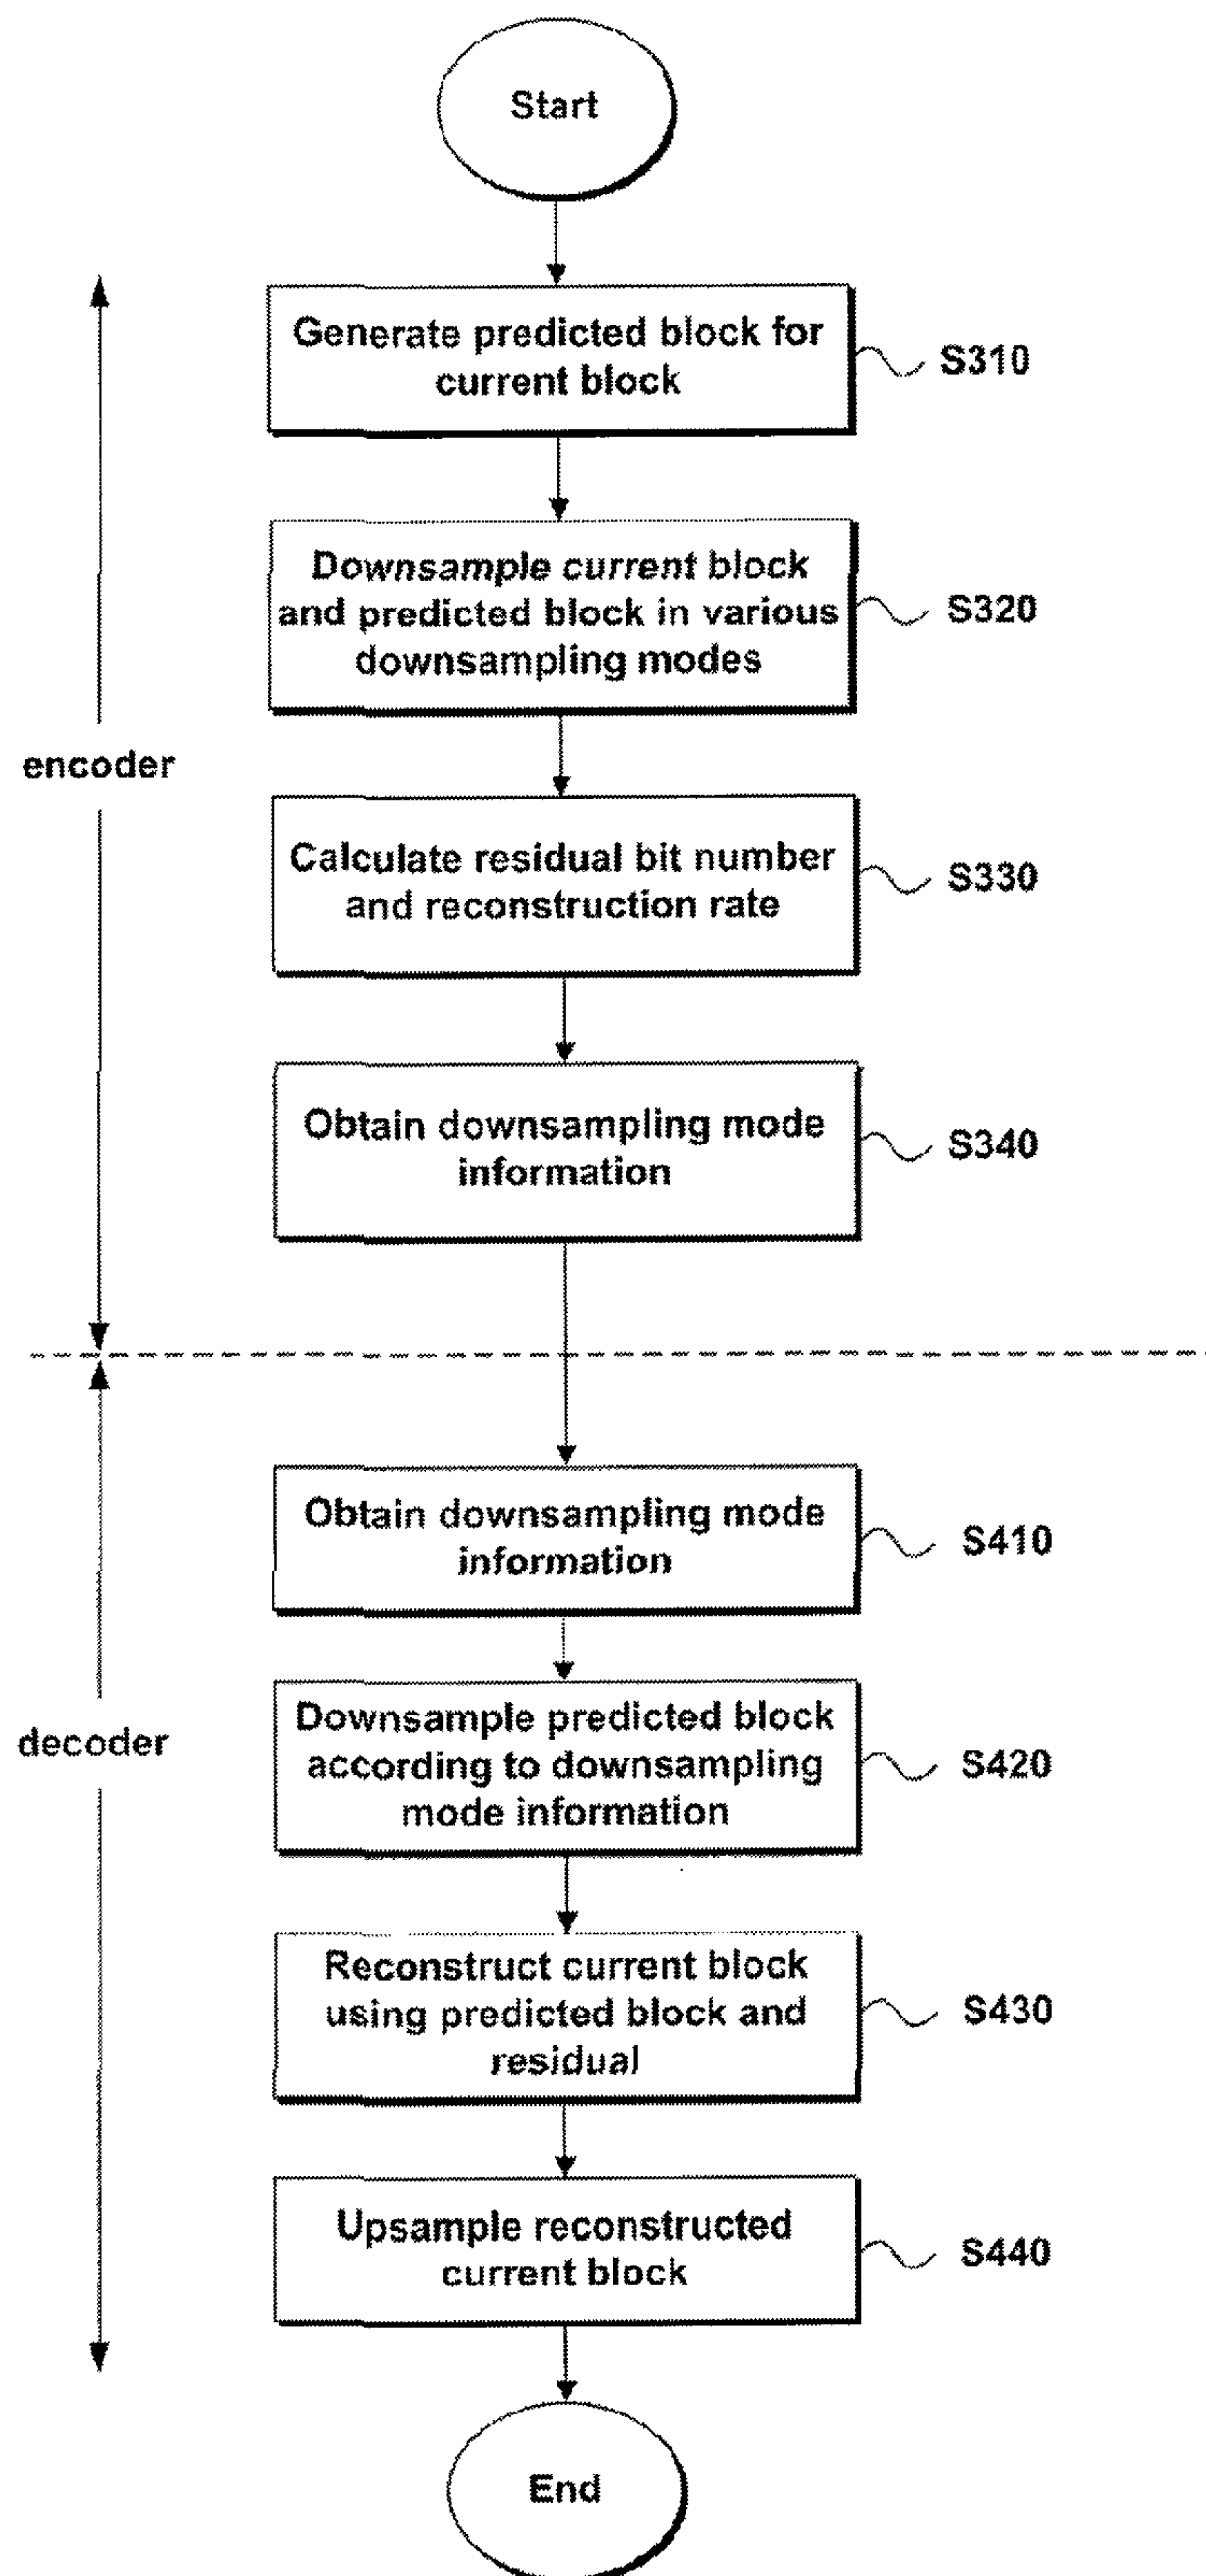 Start
Generate predicted block for
current block
S310
Downsample current block
and predicted block in various
downsampling modes
S320
encoder
Calculate residual bit number
and reconstruction rate
S330
Obtain downsampling mode
information
S340
Obtain downsampling mode
information
S410
decoder
Downsample predicted block
according to downsampling
mode information
S420
Reconstruct current block
using predicted block and
residual
S430
Upsample reconstructed
current block
S440
End